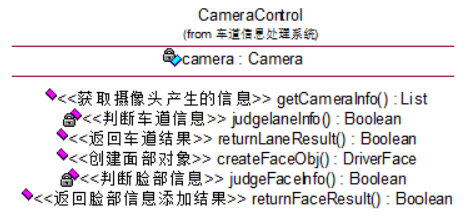 CameraControl
(from 车道信息处理系统)
camera : Camera
<<获取摄像头产生的信息>> getCameraInfo() : List
<<判断车道信息>> judgelaneInfo() : Boolean
<<返回车道结果>> returnLaneResult() : Boolean
<<创建面部对象>> createFaceObj() : DriverFace
<<判断脸部信息>> judgeFaceInfo() : Boolean
<<返回脸部信息添加结果>> returnFaceResult() : Boolean